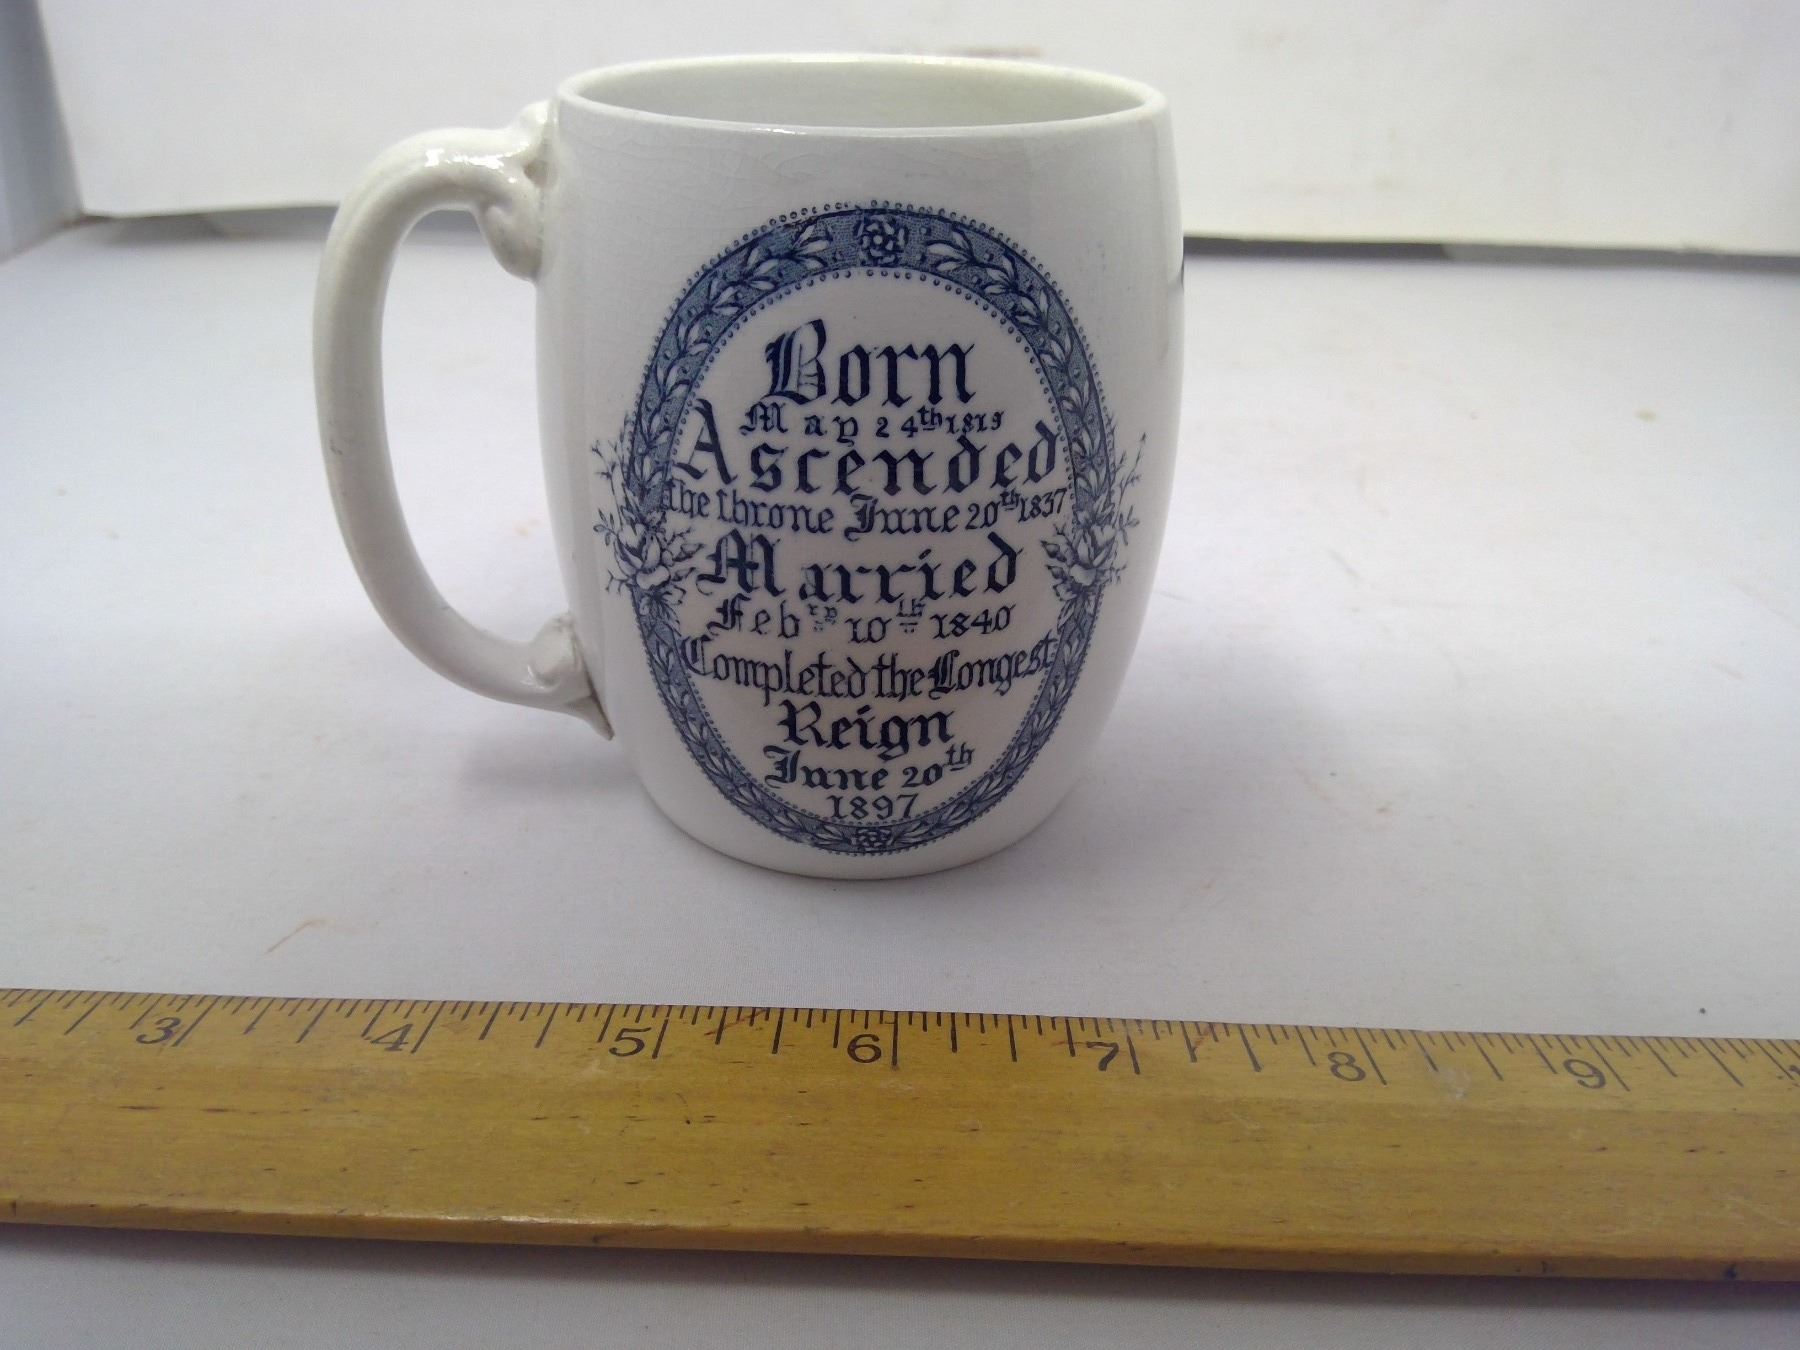 Born
May 24th 1819
Ascended
the throne June 20th 1837
Married
Febry 10th 1840
Completed the Longest
Reign
June 20th
1897
3 4 5 6 7 8 9